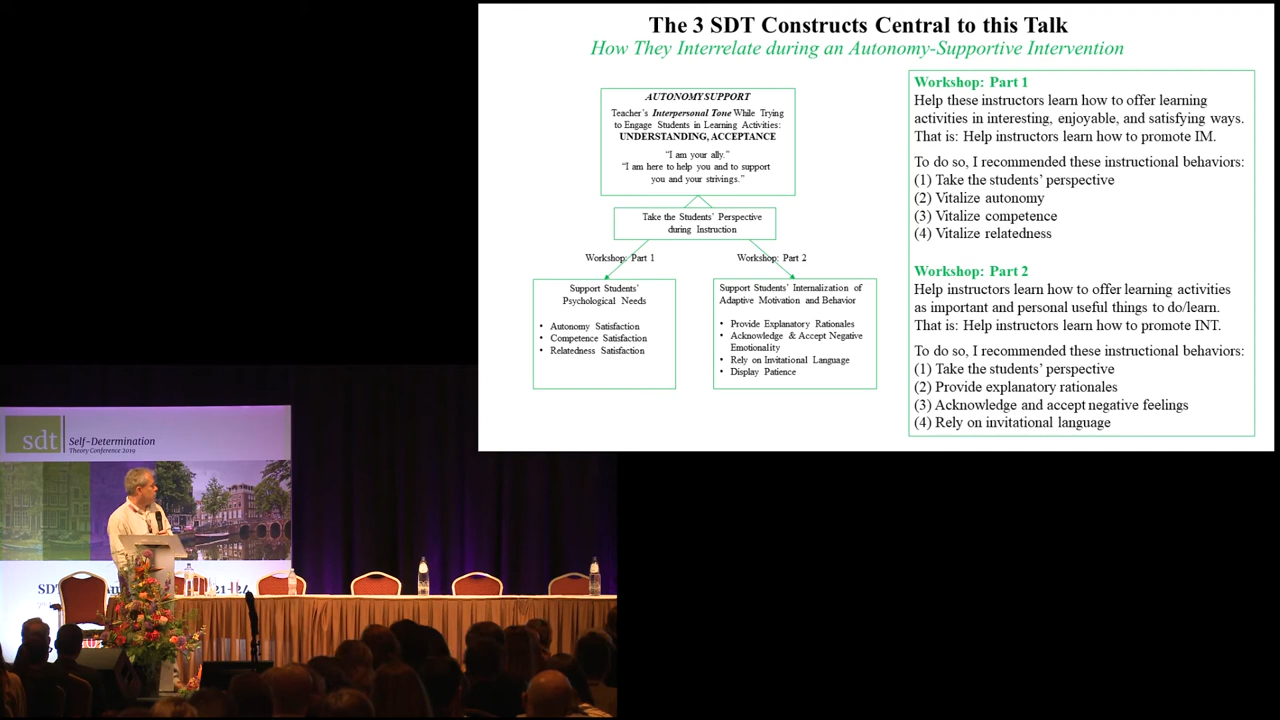 The 3 SDT Constructs Central to this Talk
How They Interrelate during an Autonomy-Supportive Intervention
AUTONOMY SUPPORT
Teacher's Interpersonal Tone While Trying
to Engage Students in Learning Activities:
UNDERSTANDING, ACCEPTANCE
"I am your ally."
"I am here to help you and to support
you and your strivings."
Take the Students' Perspective
during Instruction
Workshop: Part 1
Workshop: Part 2
Support Students'
Psychological Needs
• Autonomy Satisfaction
• Competence Satisfaction
• Relatedness Satisfaction
Support Students' Internalization of
Adaptive Motivation and Behavior
• Provide Explanatory Rationales
• Acknowledge & Accept Negative
Emotionality
• Rely on Invitational Language
• Display Patience
Workshop: Part 1
Help these instructors learn how to offer learning
activities in interesting, enjoyable, and satisfying ways.
That is: Help instructors learn how to promote IM.
To do so, I recommended these instructional behaviors:
(1) Take the students' perspective
(2) Vitalize autonomy
(3) Vitalize competence
(4) Vitalize relatedness
Workshop: Part 2
Help instructors learn how to offer learning activities
as important and personal useful things to do/learn.
That is: Help instructors learn how to promote INT.
To do so, I recommended these instructional behaviors:
(1) Take the students' perspective
(2) Provide explanatory rationales
(3) Acknowledge and accept negative feelings
(4) Rely on invitational language
sdt
Self-Determination
Theory Conference 2019